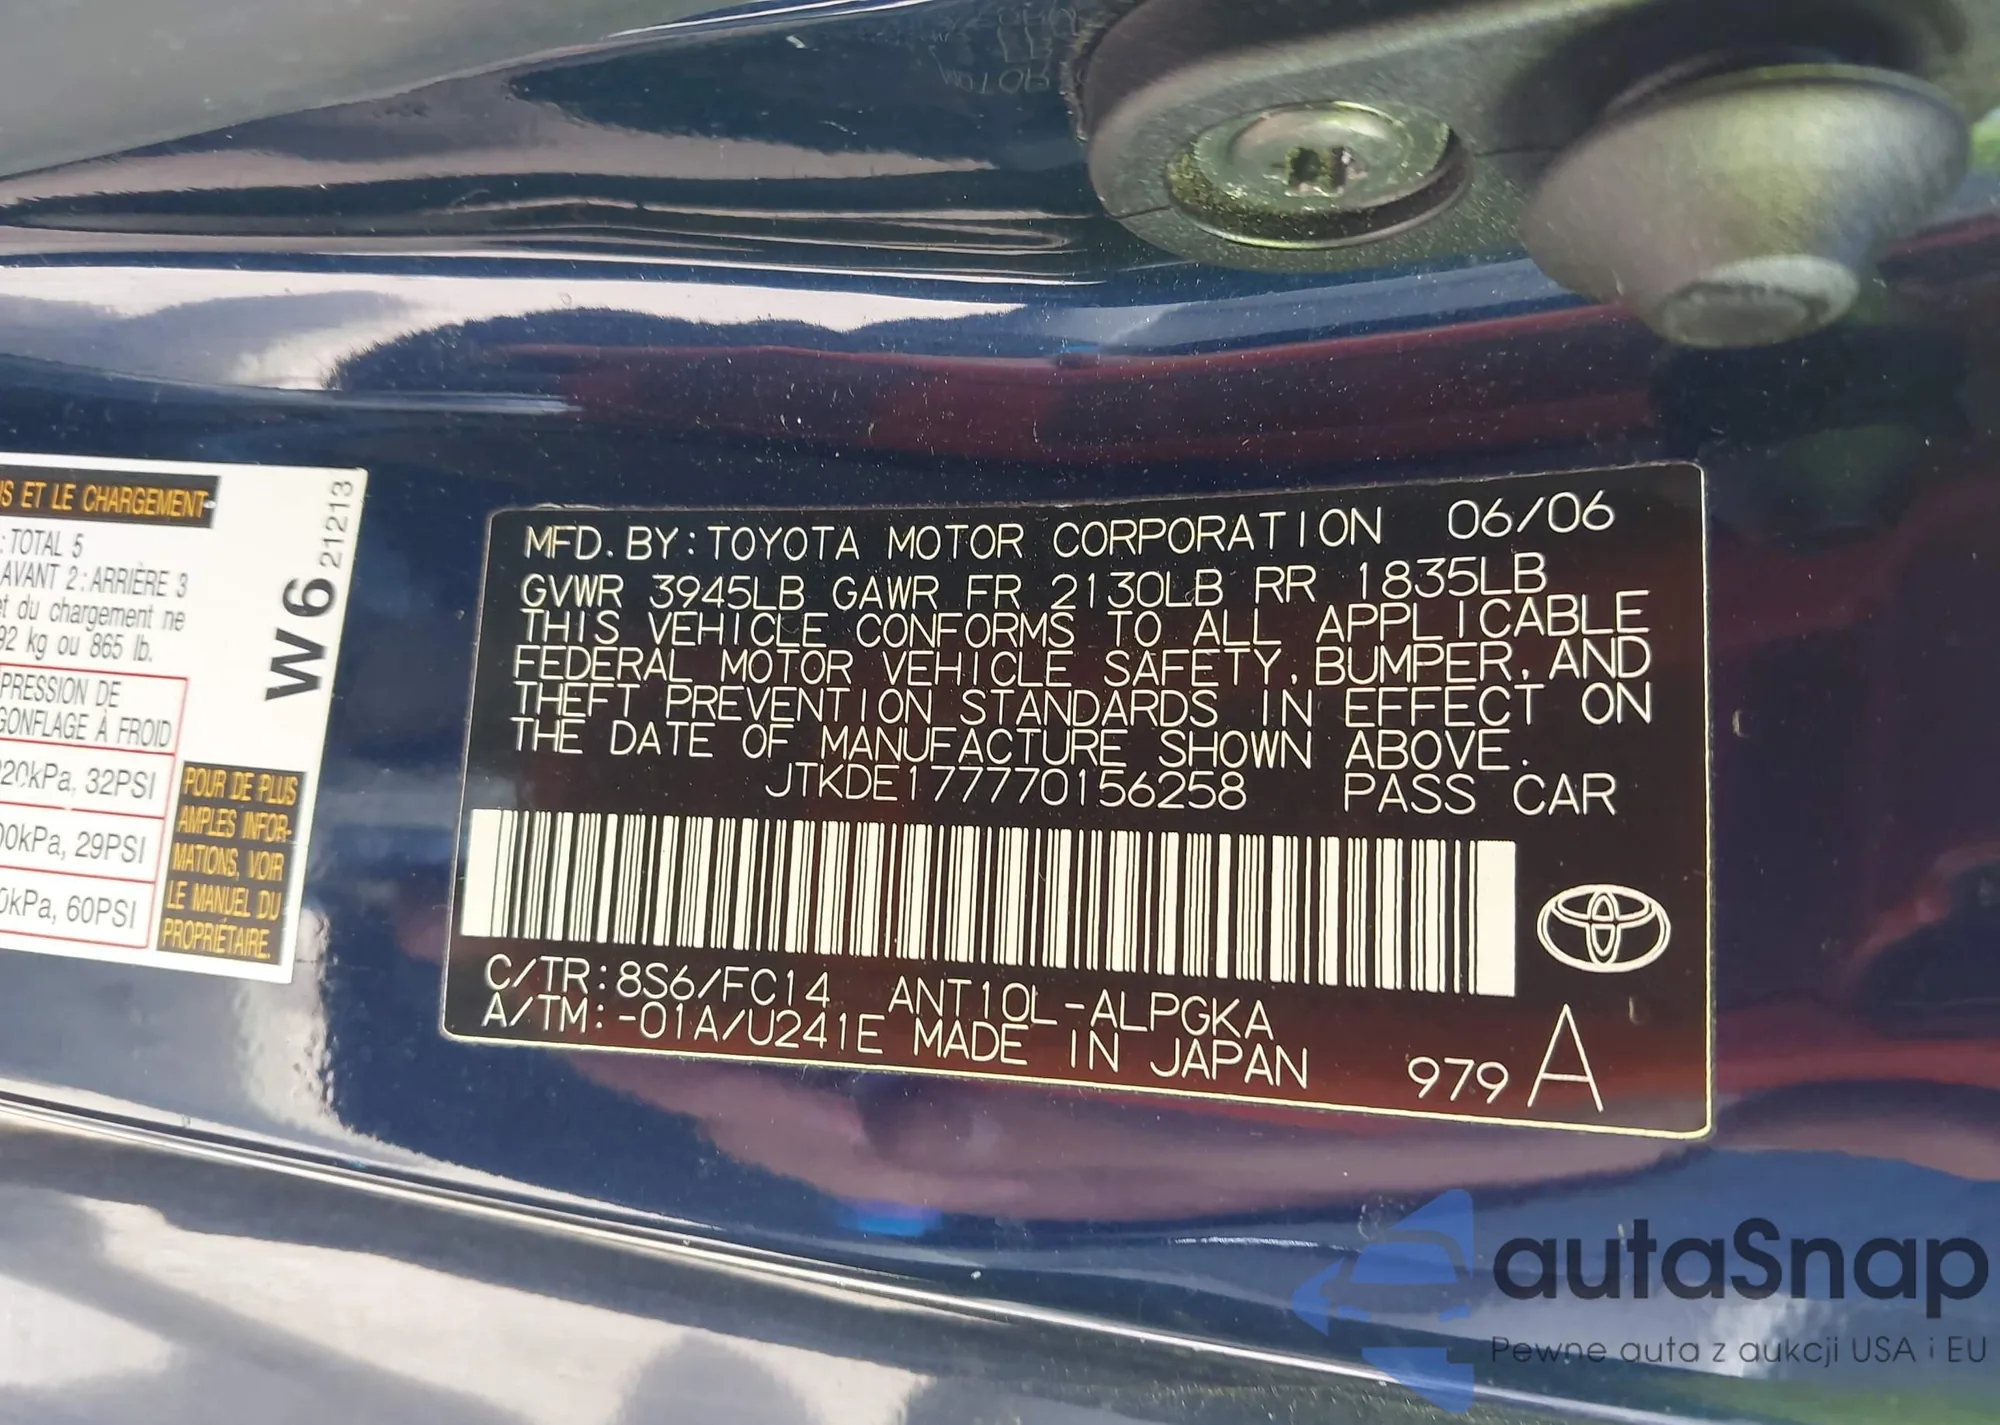 MFD. BY: TOYOTA MOTOR CORPORATION 06/06
GVWR 3945LB GAWR FR 2130LB RR 1835LB
THIS VEHICLE CONFORMS TO ALL APPLICABLE
FEDERAL MOTOR VEHICLE SAFETY, BUMPER, AND
THEFT PREVENTION STANDARDS IN EFFECT ON
THE DATE OF MANUFACTURE SHOWN ABOVE.
JTKDE177770156258 PASS CAR
C/TR: 8S6/FC14 ANT10L-ALPGKA
A/TM: -01A/U241E MADE IN JAPAN
979 A
ET LE CHARGEMENT
: TOTAL 5
AVANT 2 : ARRIÈRE 3
et du chargement ne
92 kg ou 865 lb.
PRESSION DE
GONFLAGE À FROID
20kPa, 32PSI
0kPa, 29PSI
0kPa, 60PSI
POUR DE PLUS
AMPLES INFOR-
MATIONS, VOIR
LE MANUEL DU
PROPRIÉTAIRE.
W6 21213
autaSnap
Pewne auta z aukcji USA i EU